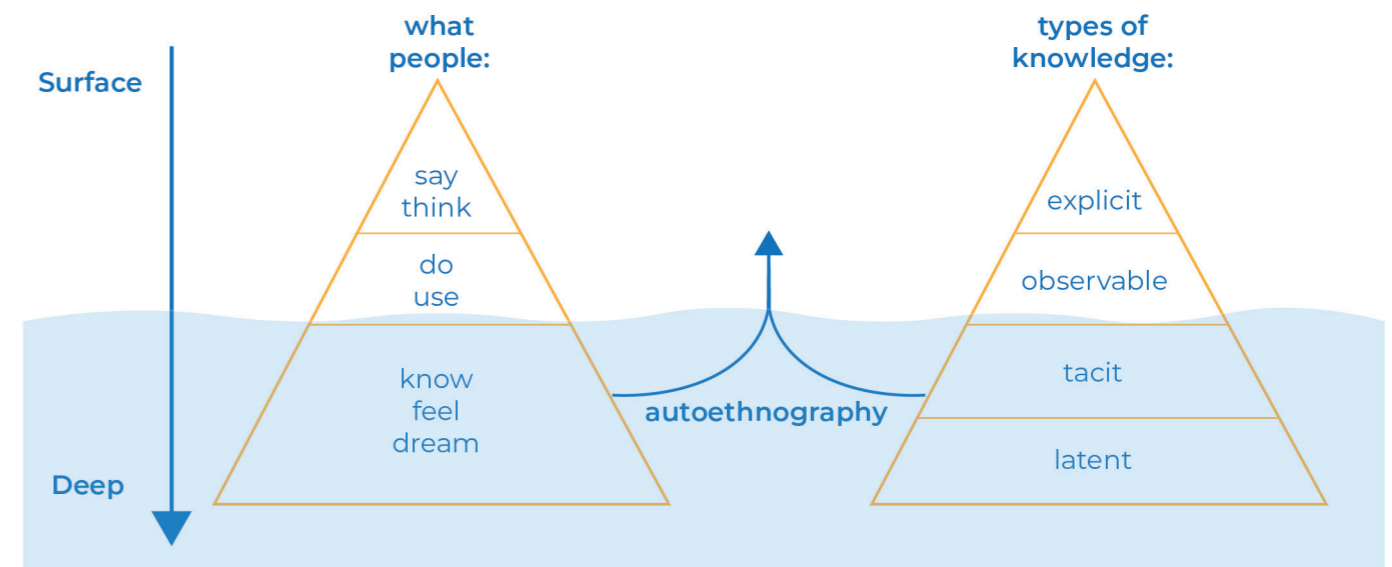 what
people:
types of
knowledge:
Surface
say
think
explicit
do
use
observable
know
feel
dream
tacit
autoethnography
latent
Deep